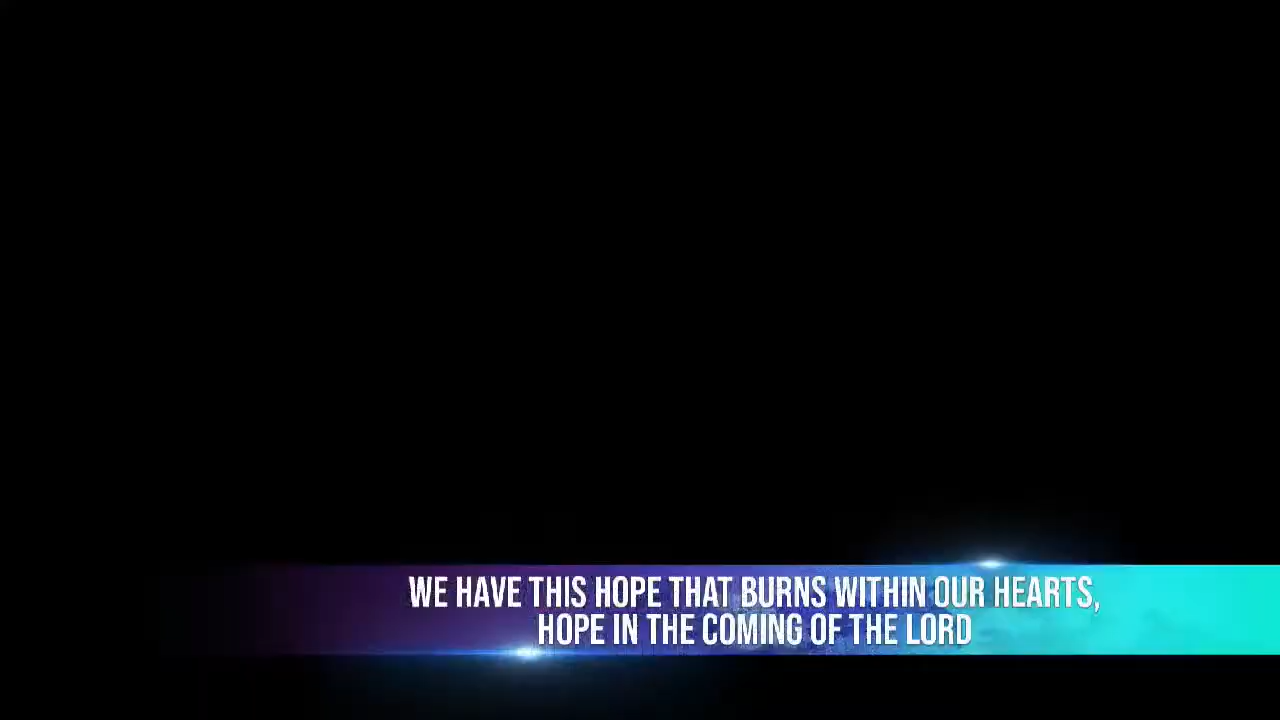 WE HAVE THIS HOPE THAT BURNS WITHIN OUR HEARTS,
HOPE IN THE COMING OF THE LORD